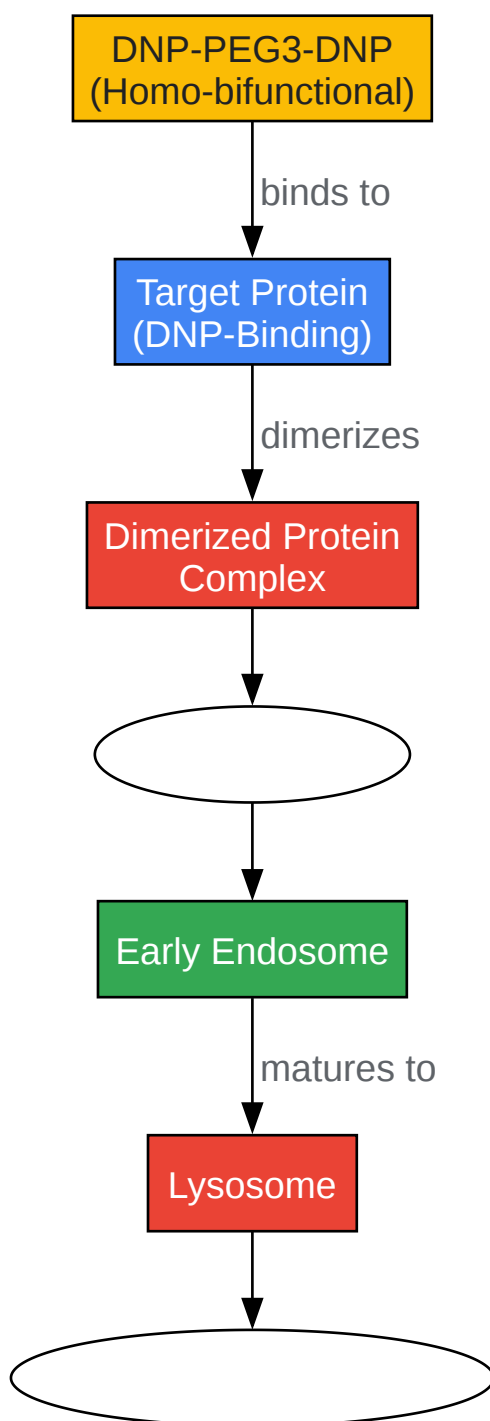 DNP-PEG3-DNP
(Homo-bifunctional)
binds to
Target Protein
(DNP-Binding)
dimerizes
Dimerized Protein
Complex
Early Endosome
matures to
Lysosome